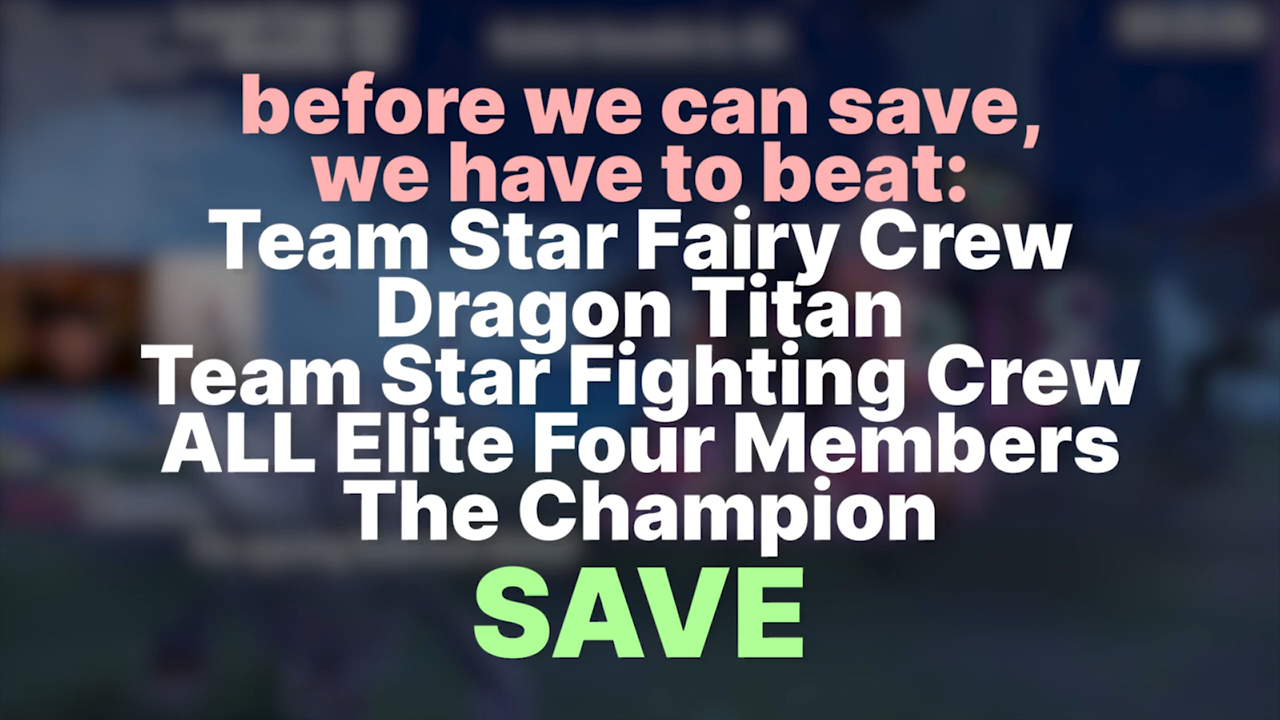 before we can save,
we have to beat:
Team Star Fairy Crew
Dragon Titan
Team Star Fighting Crew
ALL Elite Four Members
The Champion
SAVE